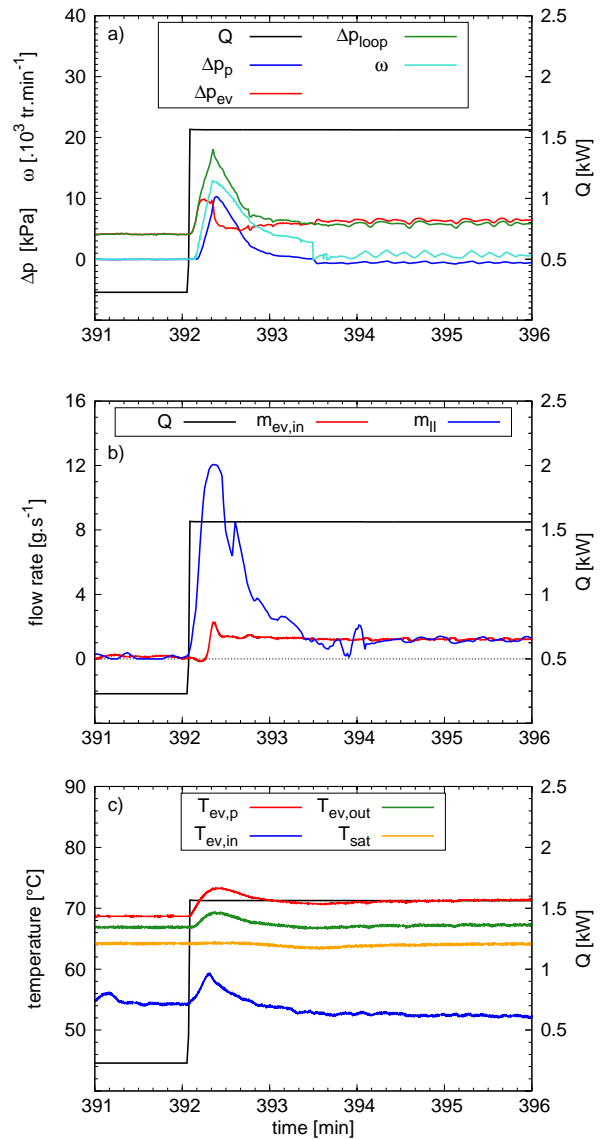 a)
Q
Δp_p
Δp_ev
Δp_loop
ω
40
30
20
10
0
2.5
2
1.5
1
0.5
0
Δp [kPa] ω [.10³ tr.min⁻¹]
Q [kW]
391 392 393 394 395 396
b)
Q m_ev,in m_ll
16
12
8
4
0
2.5
2
1.5
1
0.5
0
flow rate [g.s⁻¹]
Q [kW]
391 392 393 394 395 396
c)
T_ev,p T_ev,out
T_ev,in T_sat
90
80
70
60
50
2.5
2
1.5
1
0.5
0
temperature [°C]
Q [kW]
391 392 393 394 395 396
time [min]